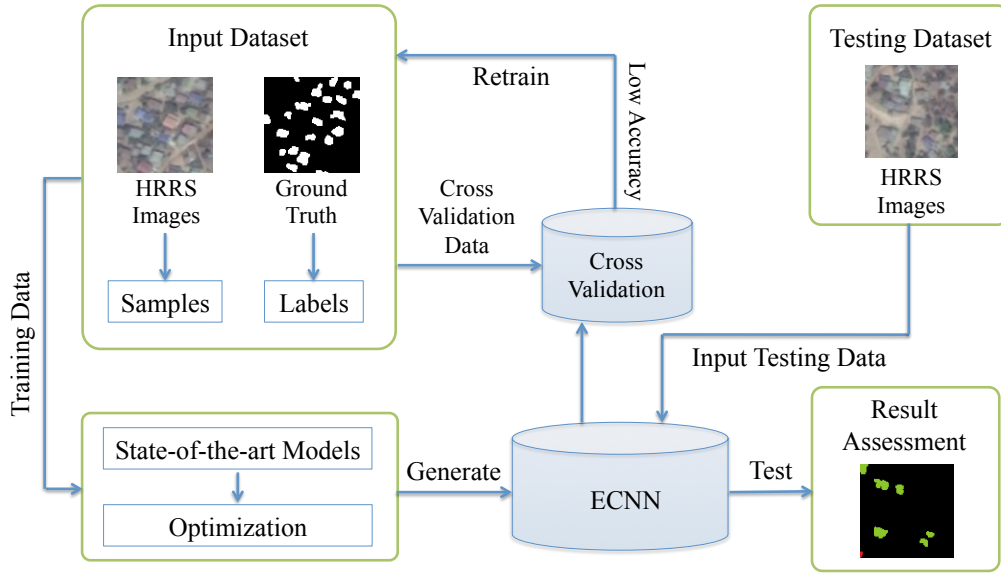 Input Dataset
HRRS
Images
Ground
Truth
Samples
Labels
Retrain
Low Accuracy
Cross
Validation
Data
Cross
Validation
Testing Dataset
HRRS
Images
Training Data
Input Testing Data
State-of-the-art Models
Optimization
Generate
ECNN
Test
Result
Assessment